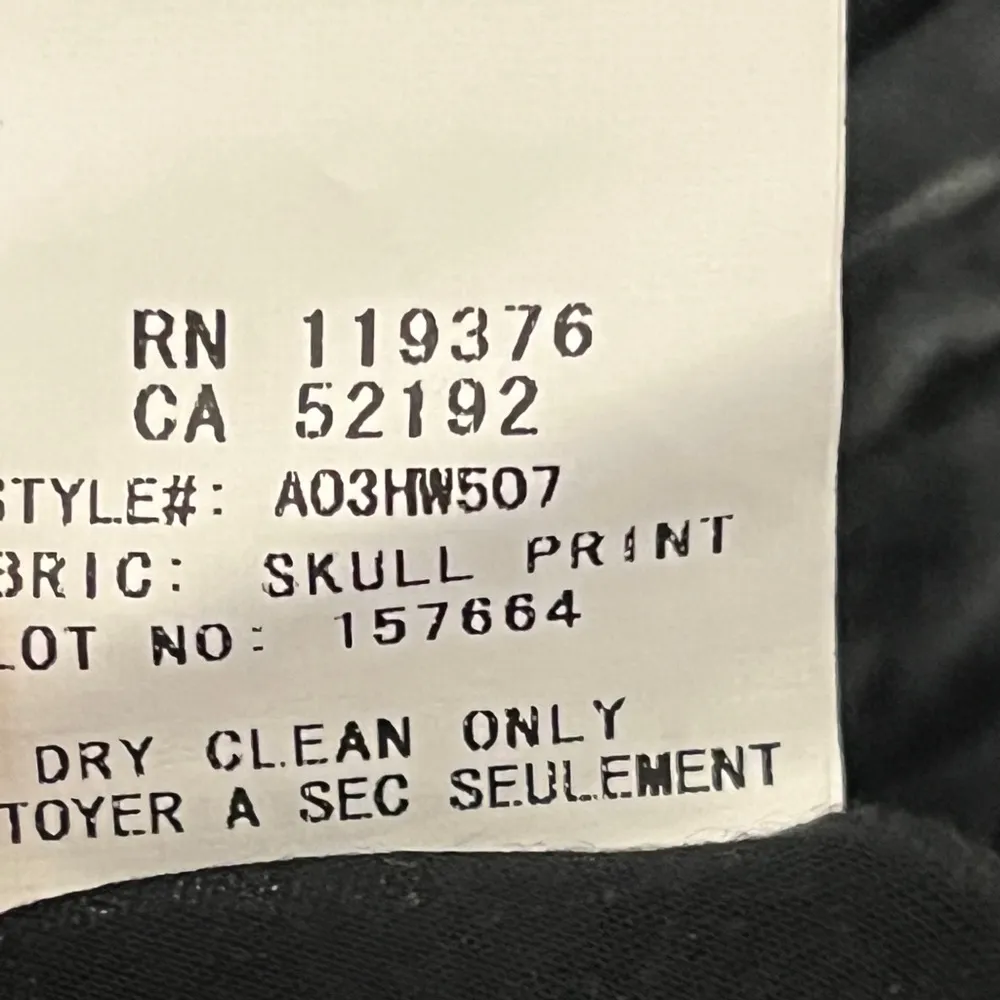 RN 119376
CA 52192
STYLE#: A03HW507
BRIC: SKULL PRINT
LOT NO: 157664
DRY CLEAN ONLY
TOYER A SEC SEULEMENT